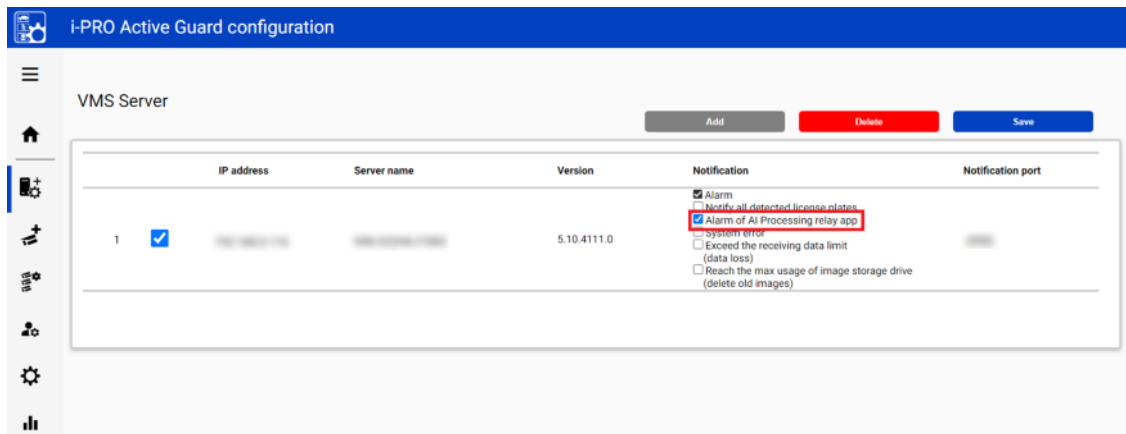 i-PRO Active Guard configuration
VMS Server
Add
Delete
Save
IP address
Server name
Version
Notification
Notification port
1
5.10.4111.0
Alarm
Notify all detected license plates
Alarm of AI Processing relay app
System error
Exceed the receiving data limit
(data loss)
Reach the max usage of image storage drive
(delete old images)